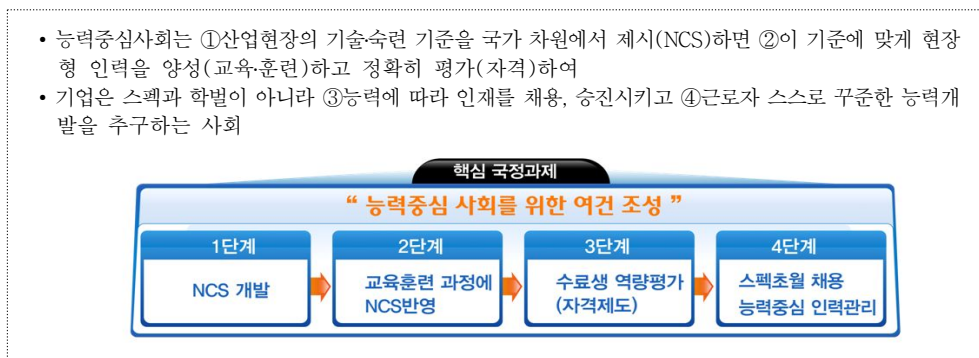 • 능력중심사회는 ①산업현장의 기술·숙련 기준을 국가 차원에서 제시(NCS)하면 ②이 기준에 맞게 현장
형 인력을 양성(교육·훈련)하고 정확히 평가(자격)하여
• 기업은 스펙과 학벌이 아니라 ③능력에 따라 인재를 채용, 승진시키고 ④근로자 스스로 꾸준한 능력개
발을 추구하는 사회
핵심 국정과제
“ 능력중심 사회를 위한 여건 조성 ”
1단계
NCS 개발
2단계
교육훈련 과정에
NCS반영
3단계
수료생 역량평가
(자격제도)
4단계
스펙초월 채용
능력중심 인력관리